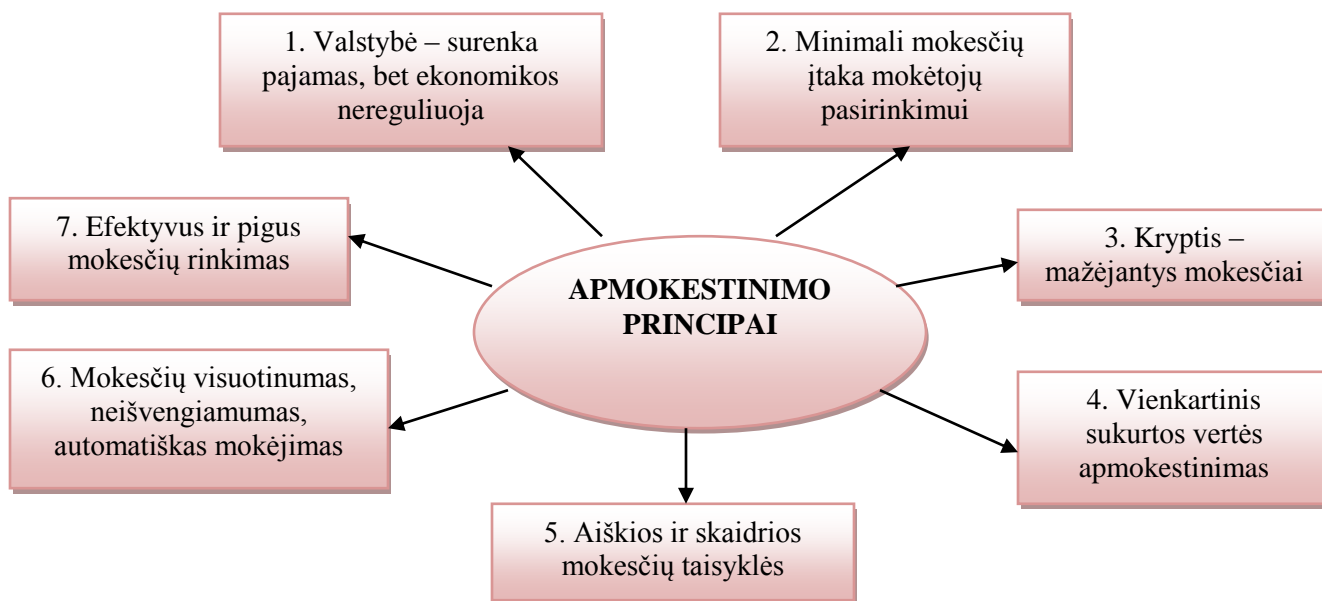 1. Valstybė – surenka
pajamas, bet ekonomikos
nereguliuoja
2. Minimali mokesčių
įtaka mokėtojų
pasirinkimui
7. Efektyvus ir pigus
mokesčių rinkimas
3. Kryptis –
mažėjantys mokesčiai
APMOKESTINIMO
PRINCIPAI
6. Mokesčių visuotinumas,
neišvengiamumas,
automatiškas mokėjimas
4. Vienkartinis
sukurtos vertės
apmokestinimas
5. Aiškios ir skaidrios
mokesčių taisyklės